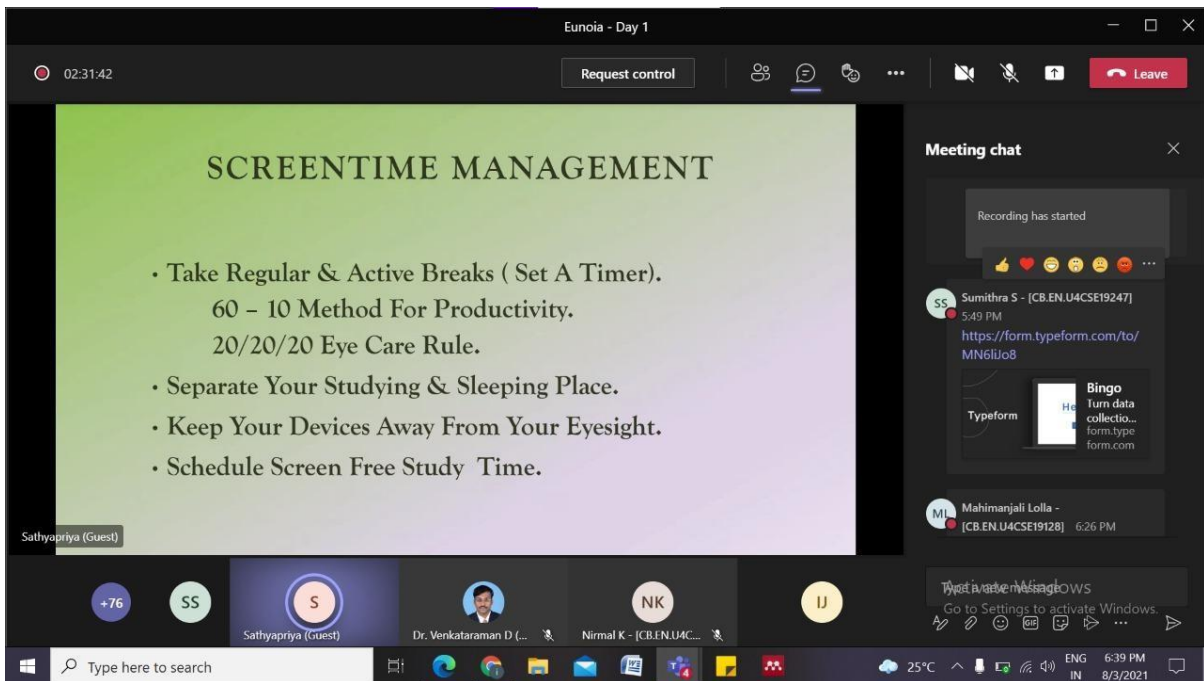 Eunoia - Day 1
02:31:42
Request control
Leave
SCREENTIME MANAGEMENT
• Take Regular & Active Breaks ( Set A Timer).
60 – 10 Method For Productivity.
20/20/20 Eye Care Rule.
• Separate Your Studying & Sleeping Place.
• Keep Your Devices Away From Your Eyesight.
• Schedule Screen Free Study Time.
Sathyapriya (Guest)
Meeting chat
Recording has started
SS
Sumithra S - [CB.EN.U4CSE19247]
5:49 PM
https://form.typeform.com/to/
MN6liJo8
Typeform
He
Bingo
Turn data
collectio...
form.type
form.com
ML
Mahimanjali Lolla -
[CB.EN.U4CSE19128] 6:26 PM
Type a new message
Activate Windows
Go to Settings to activate Windows.
GIF
+76
SS
S
Sathyapriya (Guest)
Dr. Venkataraman D (...
NK
Nirmal K - [CB.EN.U4C...
IJ
Type here to search
4
25°C
ENG
IN
6:39 PM
8/3/2021